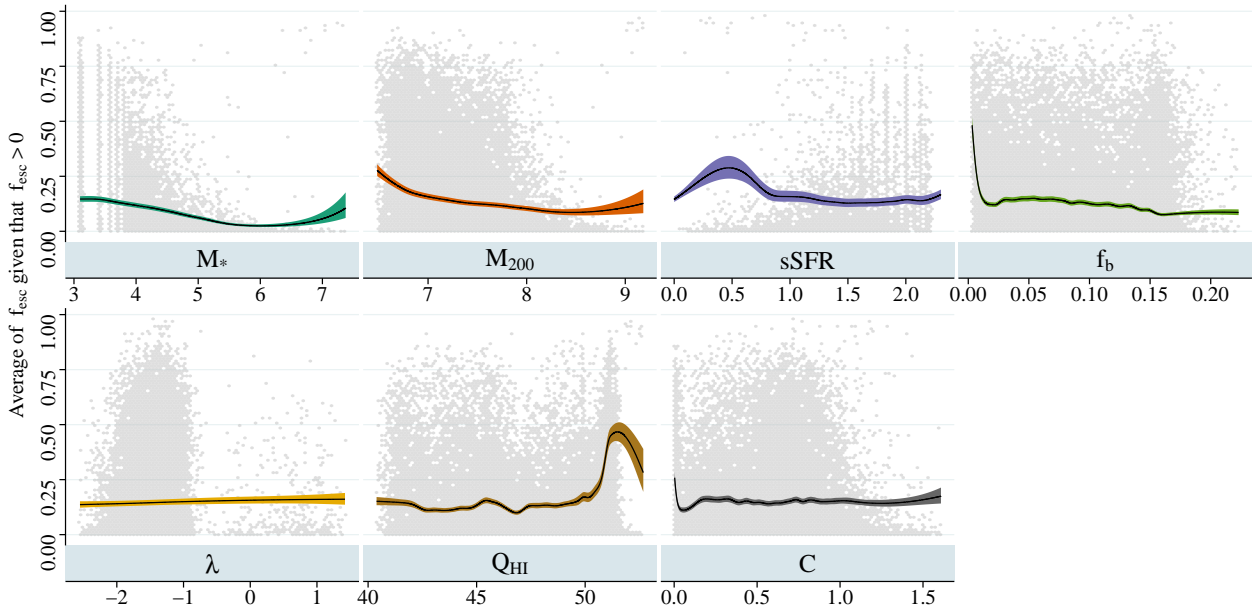 Average of f_esc given that f_esc > 0
1.00
0.75
0.50
0.25
0.00
M_*
M_200
sSFR
f_b
3 4 5 6 7
7 8 9
0.0 0.5 1.0 1.5 2.0
0.00 0.05 0.10 0.15 0.20
1.00
0.75
0.50
0.25
0.00
λ
Q_HI
C
−2 −1 0 1
40 45 50
0.0 0.5 1.0 1.5